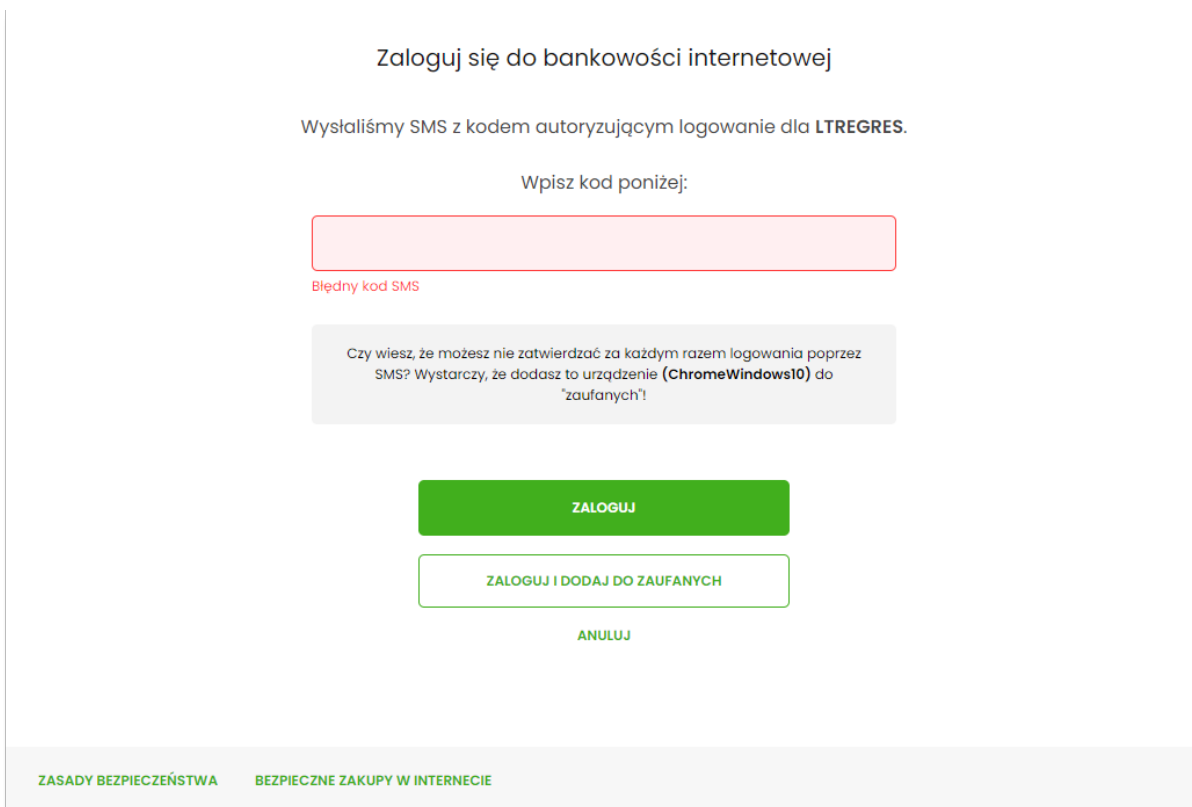 Zaloguj się do bankowości internetowej
Wysłaliśmy SMS z kodem autoryzującym logowanie dla LTREGRES.
Wpisz kod poniżej:
Błędny kod SMS
Czy wiesz, że możesz nie zatwierdzać za każdym razem logowania poprzez
SMS? Wystarczy, że dodasz to urządzenie (ChromeWindows10) do
"zaufanych"!
ZALOGUJ
ZALOGUJ I DODAJ DO ZAUFANYCH
ANULUJ
ZASADY BEZPIECZEŃSTWA BEZPIECZNE ZAKUPY W INTERNECIE